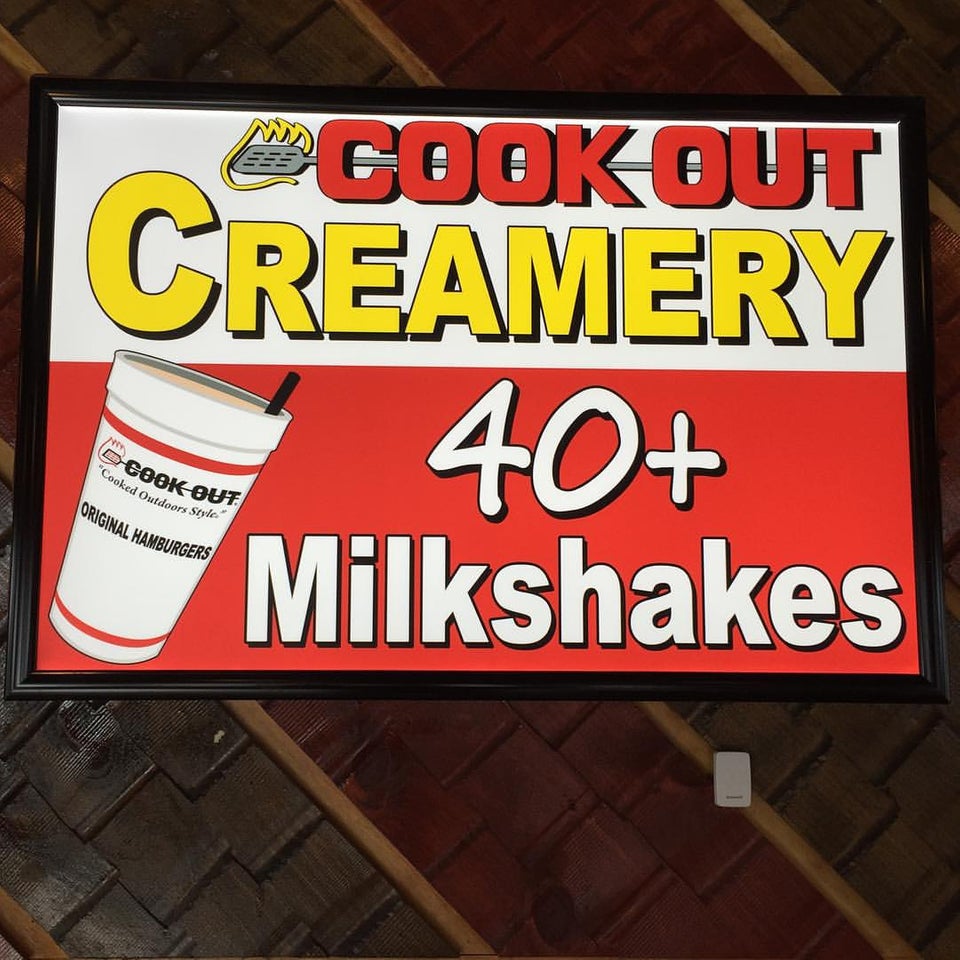 COOK OUT
CREAMERY
40+
Milkshakes
COOK OUT
"Cooked Outdoors Style."
ORIGINAL HAMBURGERS